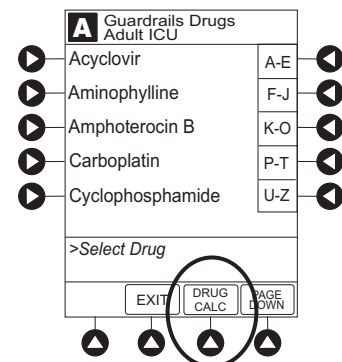 A Guardrails Drugs
Adult ICU
Acyclovir A-E
Aminophylline F-J
Amphoterocin B K-O
Carboplatin P-T
Cyclophosphamide U-Z
>Select Drug
EXIT DRUG CALC PAGE DOWN